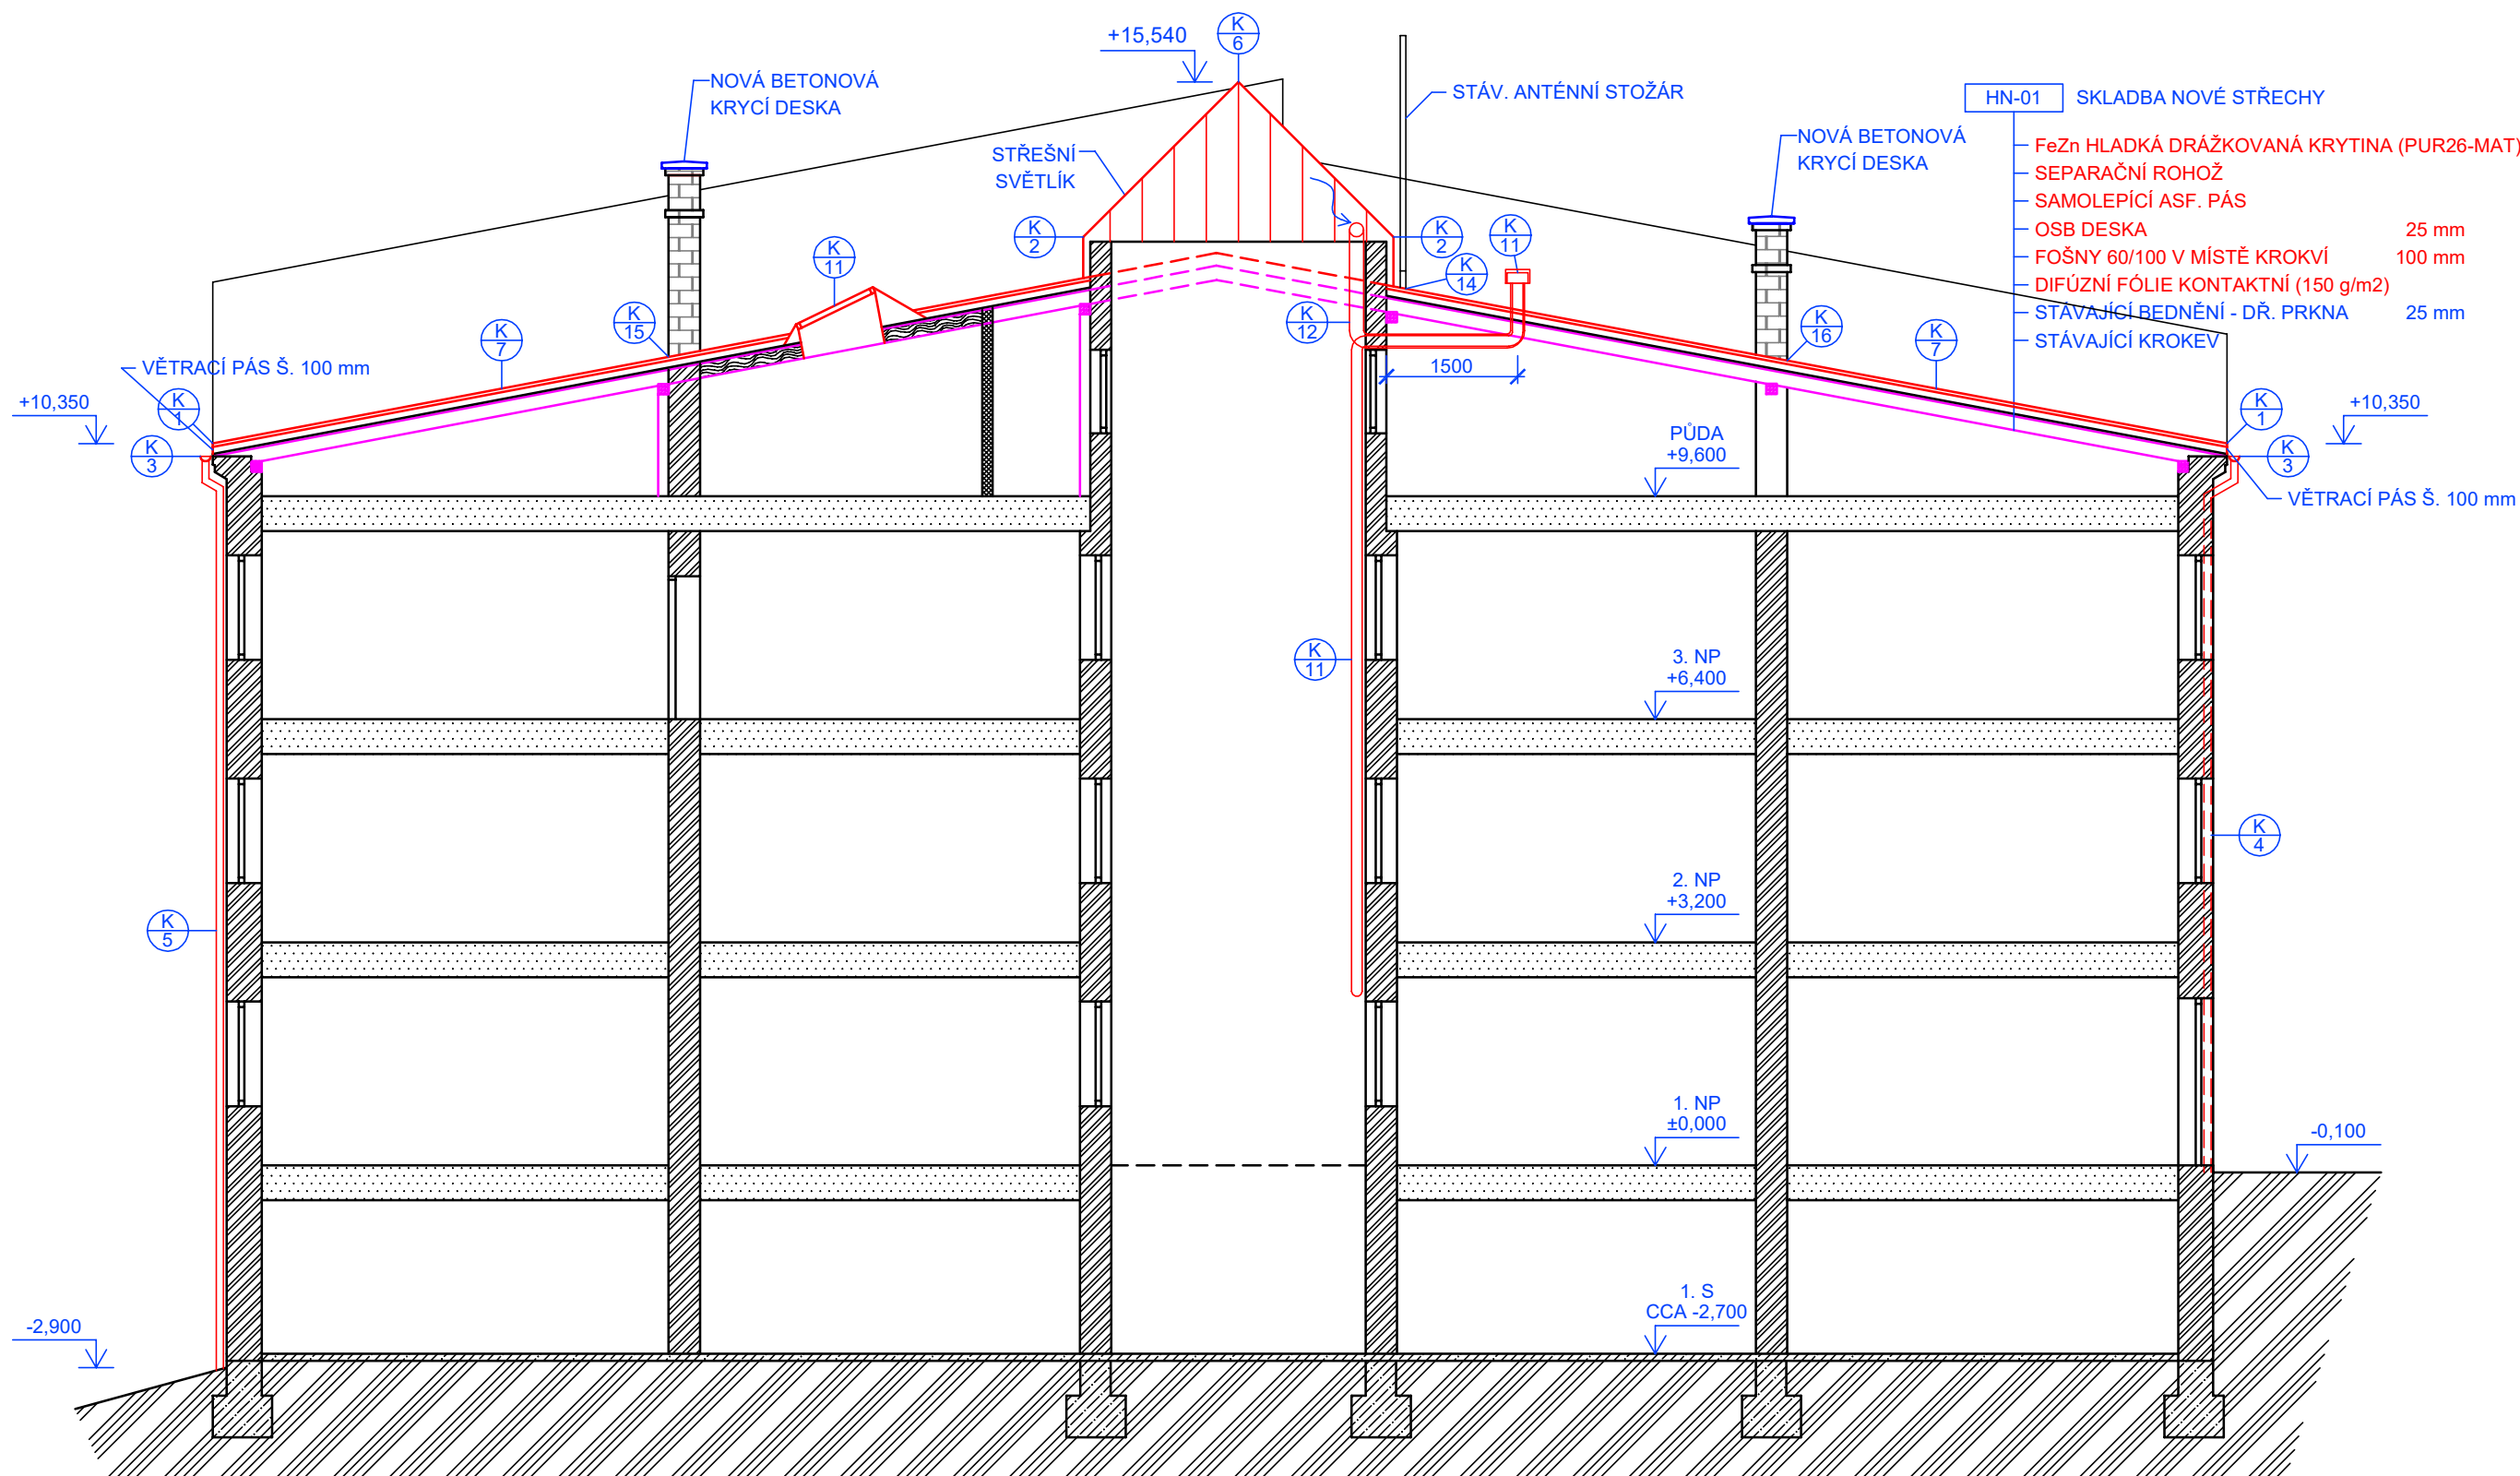 +15,540
K
6
NOVÁ BETONOVÁ
KRYCÍ DESKA
STÁV. ANTÉNNÍ STOŽÁR
HN-01 SKLADBA NOVÉ STŘECHY
FeZn HLADKÁ DRÁŽKOVANÁ KRYTINA (PUR26-MAT)
SEPARAČNÍ ROHOŽ
SAMOLEPÍCÍ ASF. PÁS
OSB DESKA 25 mm
FOŠNY 60/100 V MÍSTĚ KROKVÍ 100 mm
DIFÚZNÍ FÓLIE KONTAKTNÍ (150 g/m2)
STÁVAJÍCÍ BEDNĚNÍ - DŘ. PRKNA 25 mm
STÁVAJÍCÍ KROKEV
NOVÁ BETONOVÁ
KRYCÍ DESKA
STŘEŠNÍ
SVĚTLÍK
K
2
K
2
K
11
K
11
K
14
K
15
K
12
K
16
K
7
K
7
1500
VĚTRACÍ PÁS Š. 100 mm
K
1
+10,350
K
3
K
1
+10,350
K
3
VĚTRACÍ PÁS Š. 100 mm
PŮDA
+9,600
K
11
3. NP
+6,400
K
4
2. NP
+3,200
K
5
1. NP
±0,000
-0,100
1. S
CCA -2,700
-2,900